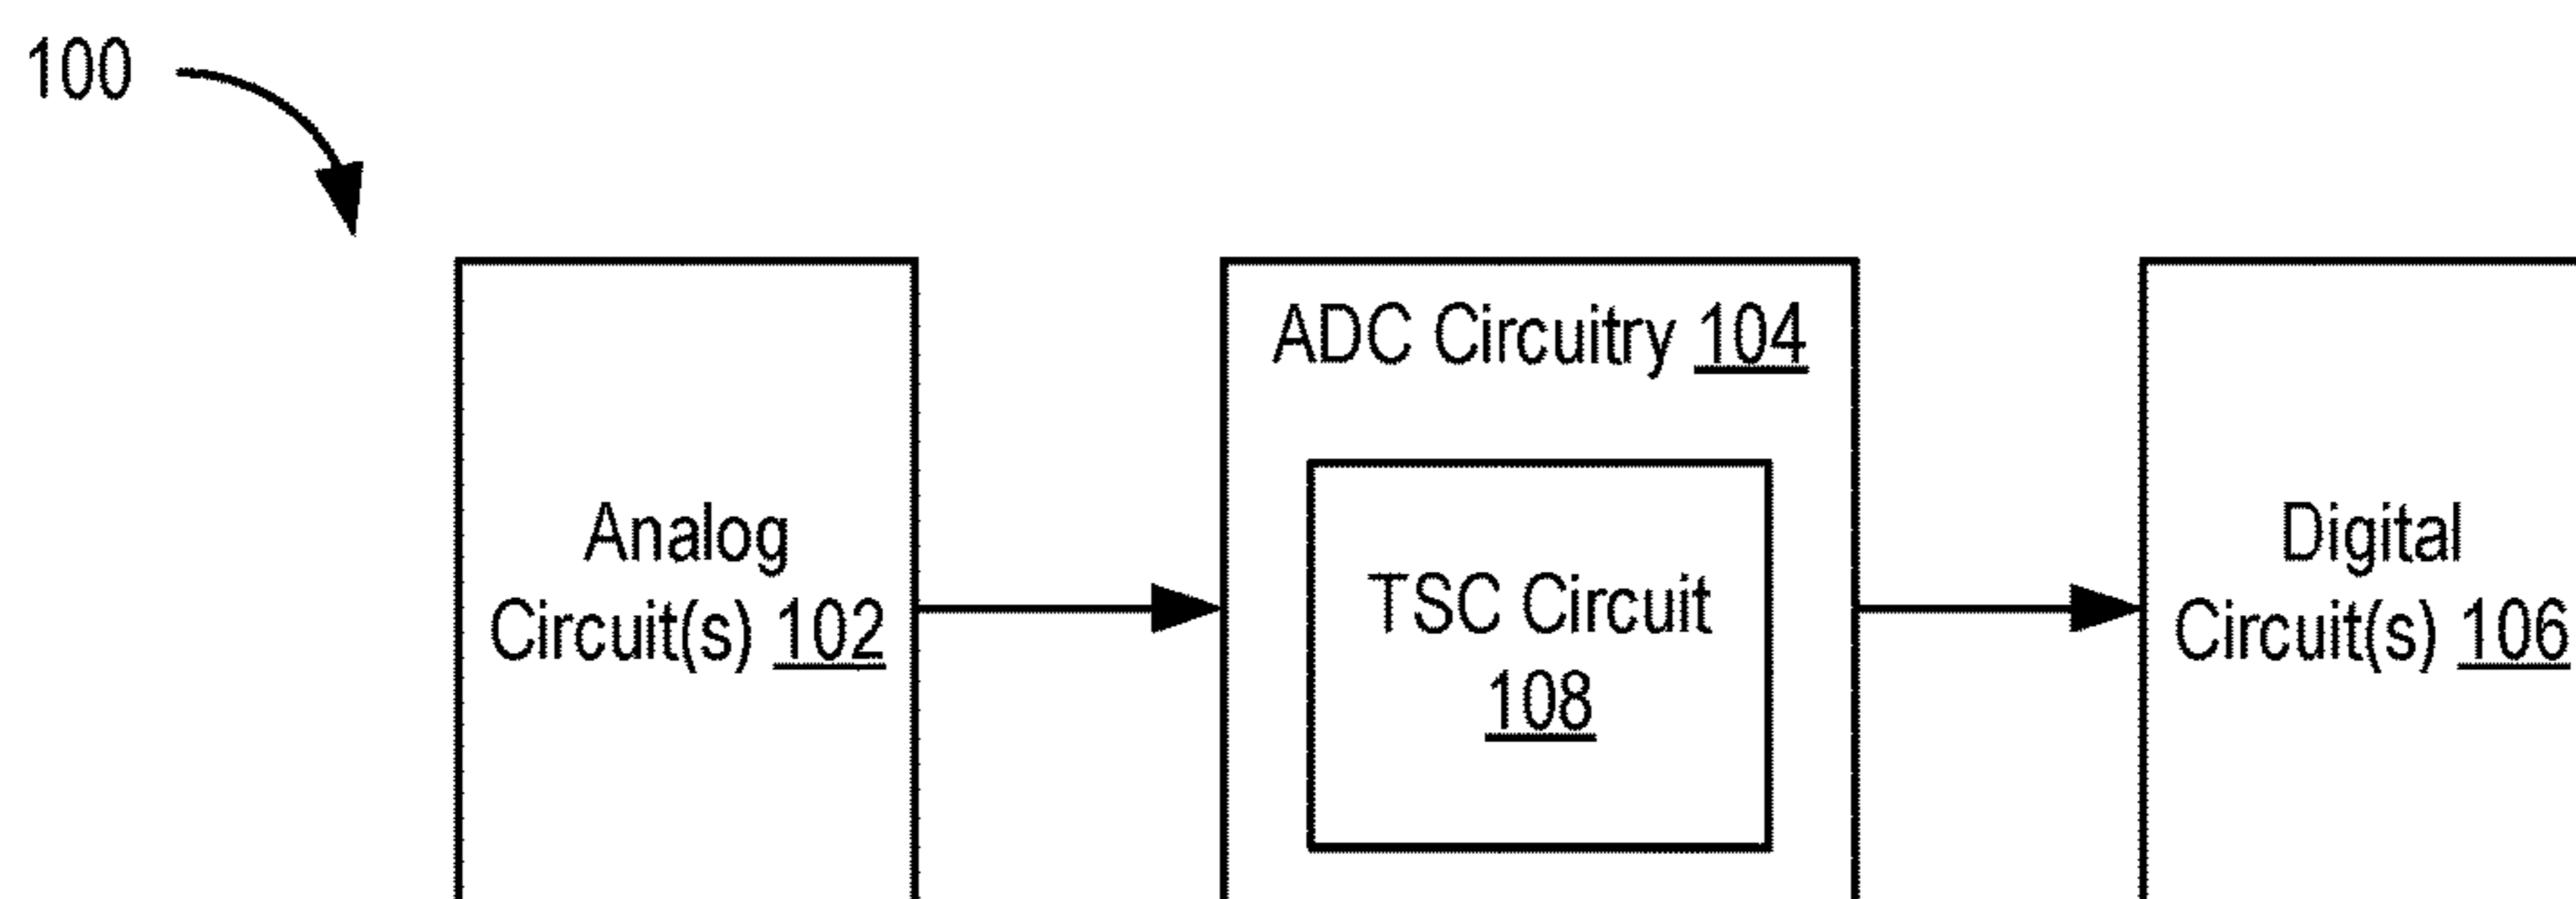 100
ADC Circuitry 104
Analog
Circuit(s) 102
TSC Circuit
108
Digital
Circuit(s) 106